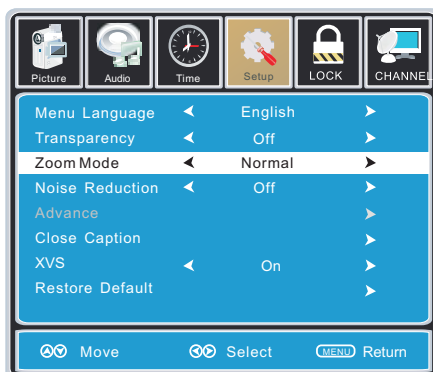 Picture Audio Time Setup LOCK CHANNEL
Menu Language English
Transparency Off
Zoom Mode Normal
Noise Reduction Off
Advance
Close Caption
XVS On
Restore Default
Move Select MENU Return